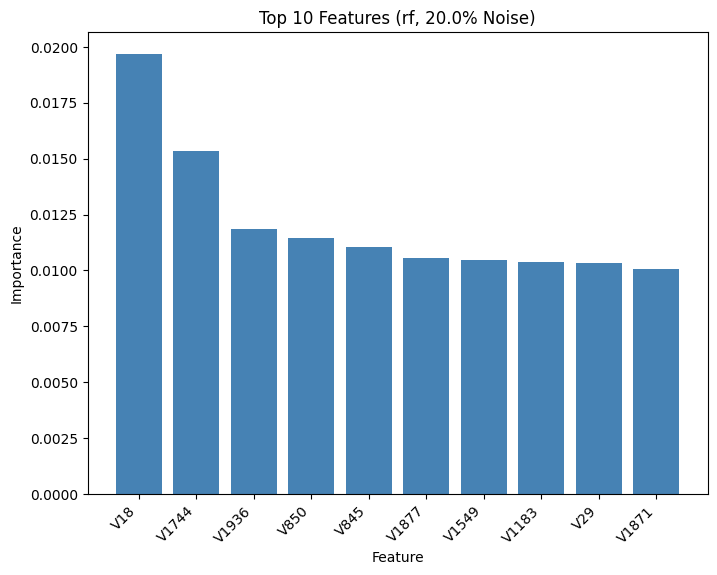 Top 10 Features (rf, 20.0% Noise)
0.0200
0.0175
0.0150
0.0125
0.0100
0.0075
0.0050
0.0025
0.0000
Importance
V18
V1744
V1936
V850
V845
V1877
V1549
V1183
V29
V1871
Feature